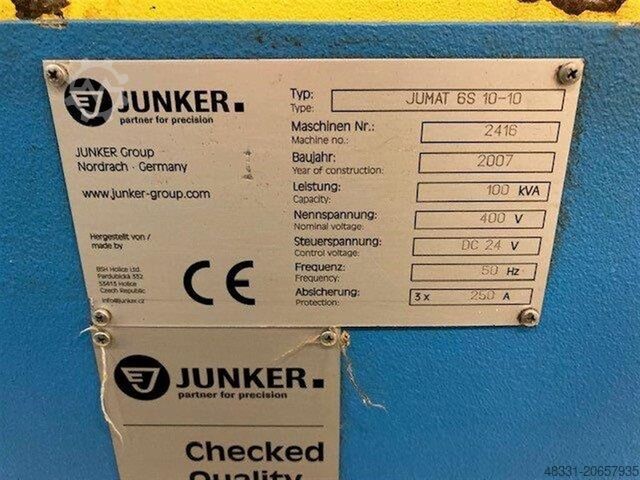 JUNKER.
partner for precision
JUNKER Group
Nordrach · Germany
www.junker-group.com
Hergestellt von /
made by
BSH Holice Ltd.
Pardubická 332
53413 Holice
Czech Republic
info@junker.cz
CE
Typ:
Type:
JUMAT 6S 10-10
Maschinen Nr.:
Machine no.:
2416
Baujahr:
Year of construction:
2007
Leistung:
Capacity:
100 kVA
Nennspannung:
Nominal voltage:
400 V
Steuerspannung:
Control voltage:
DC 24 V
Frequenz:
Frequency:
50 Hz
Absicherung:
Protection:
3 x 250 A
JUNKER.
partner for precision
Checked
Quality
48331-20657935